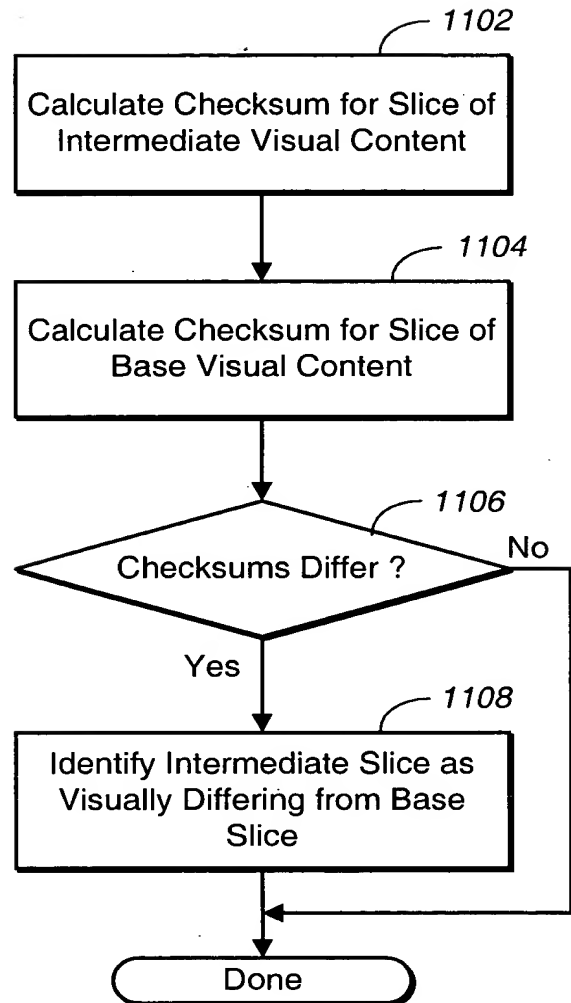 1102
Calculate Checksum for Slice of
Intermediate Visual Content
1104
Calculate Checksum for Slice of
Base Visual Content
1106
Checksums Differ ?
No
Yes
1108
Identify Intermediate Slice as
Visually Differing from Base
Slice
Done